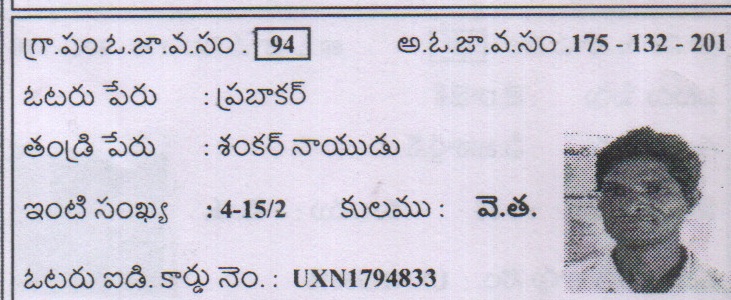 గ్రా.పం.ఓ.జా.వ.సం . 94 అ.ఓ.జా.వ.సం .175 - 132 - 201
ఓటరు పేరు : ప్రబాకర్
తండ్రి పేరు : శంకర్ నాయుడు
ఇంటి సంఖ్య : 4-15/2 కులము : వె.త.
ఓటరు ఐడి. కార్డు నెం. : UXN1794833